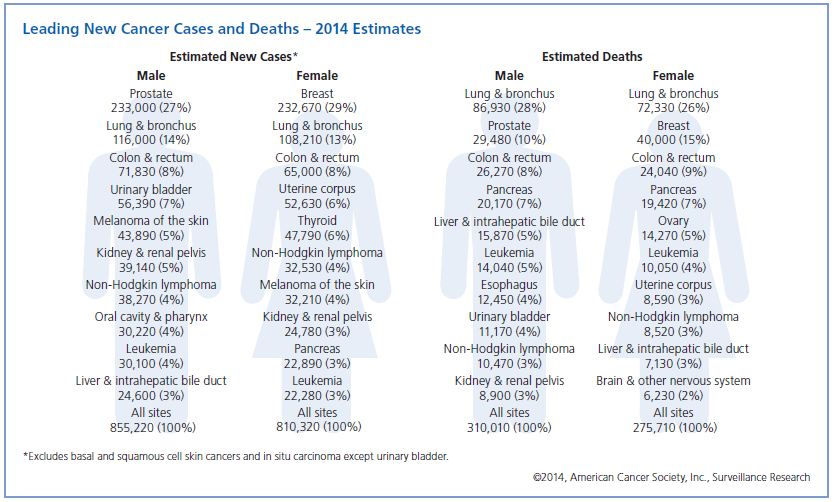 Leading New Cancer Cases and Deaths – 2014 Estimates
Estimated New Cases*
Male
Prostate
233,000 (27%)
Lung & bronchus
116,000 (14%)
Colon & rectum
71,830 (8%)
Urinary bladder
56,390 (7%)
Melanoma of the skin
43,890 (5%)
Kidney & renal pelvis
39,140 (5%)
Non-Hodgkin lymphoma
38,270 (4%)
Oral cavity & pharynx
30,220 (4%)
Leukemia
30,100 (4%)
Liver & intrahepatic bile duct
24,600 (3%)
All sites
855,220 (100%)
Female
Breast
232,670 (29%)
Lung & bronchus
108,210 (13%)
Colon & rectum
65,000 (8%)
Uterine corpus
52,630 (6%)
Thyroid
47,790 (6%)
Non-Hodgkin lymphoma
32,530 (4%)
Melanoma of the skin
32,210 (4%)
Kidney & renal pelvis
24,780 (3%)
Pancreas
22,890 (3%)
Leukemia
22,280 (3%)
All sites
810,320 (100%)
Estimated Deaths
Male
Lung & bronchus
86,930 (28%)
Prostate
29,480 (10%)
Colon & rectum
26,270 (8%)
Pancreas
20,170 (7%)
Liver & intrahepatic bile duct
15,870 (5%)
Leukemia
14,040 (5%)
Esophagus
12,450 (4%)
Urinary bladder
11,170 (4%)
Non-Hodgkin lymphoma
10,470 (3%)
Kidney & renal pelvis
8,900 (3%)
All sites
310,010 (100%)
Female
Lung & bronchus
72,330 (26%)
Breast
40,000 (15%)
Colon & rectum
24,040 (9%)
Pancreas
19,420 (7%)
Ovary
14,270 (5%)
Leukemia
10,050 (4%)
Uterine corpus
8,590 (3%)
Non-Hodgkin lymphoma
8,520 (3%)
Liver & intrahepatic bile duct
7,130 (3%)
Brain & other nervous system
6,230 (2%)
All sites
275,710 (100%)
*Excludes basal and squamous cell skin cancers and in situ carcinoma except urinary bladder.
©2014, American Cancer Society, Inc., Surveillance Research